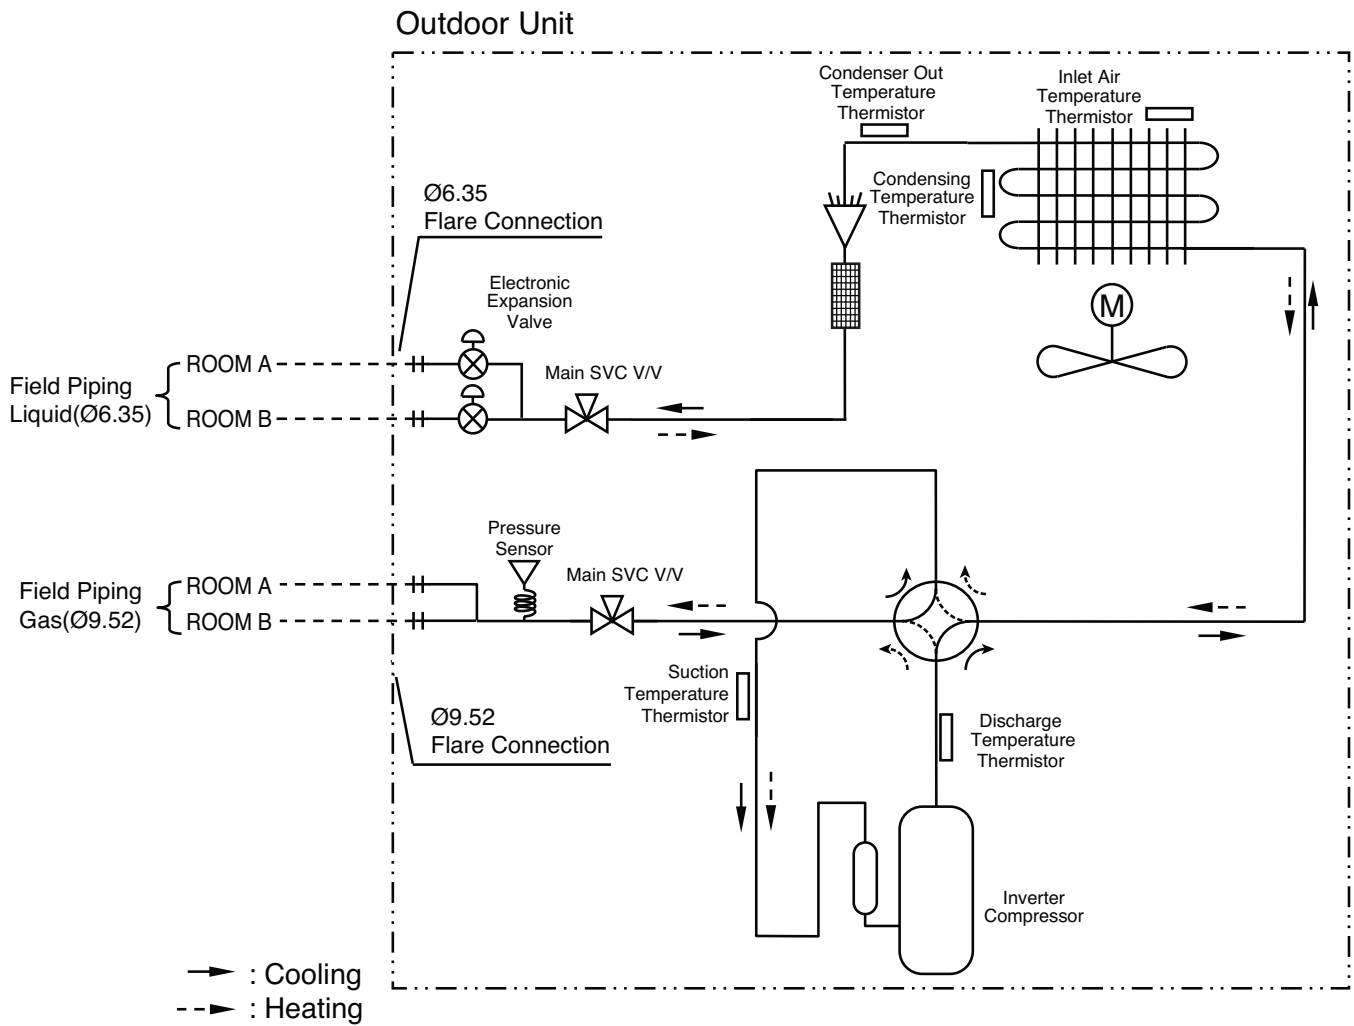 Outdoor Unit
Condenser Out
Temperature
Thermistor
Inlet Air
Temperature
Thermistor
Condensing
Temperature
Thermistor
Ø6.35
Flare Connection
Electronic
Expansion
Valve
M
Field Piping
Liquid(Ø6.35)
ROOM A
ROOM B
Main SVC V/V
Pressure
Sensor
Main SVC V/V
Field Piping
Gas(Ø9.52)
ROOM A
ROOM B
Suction
Temperature
Thermistor
Ø9.52
Flare Connection
Discharge
Temperature
Thermistor
Inverter
Compressor
: Cooling
: Heating